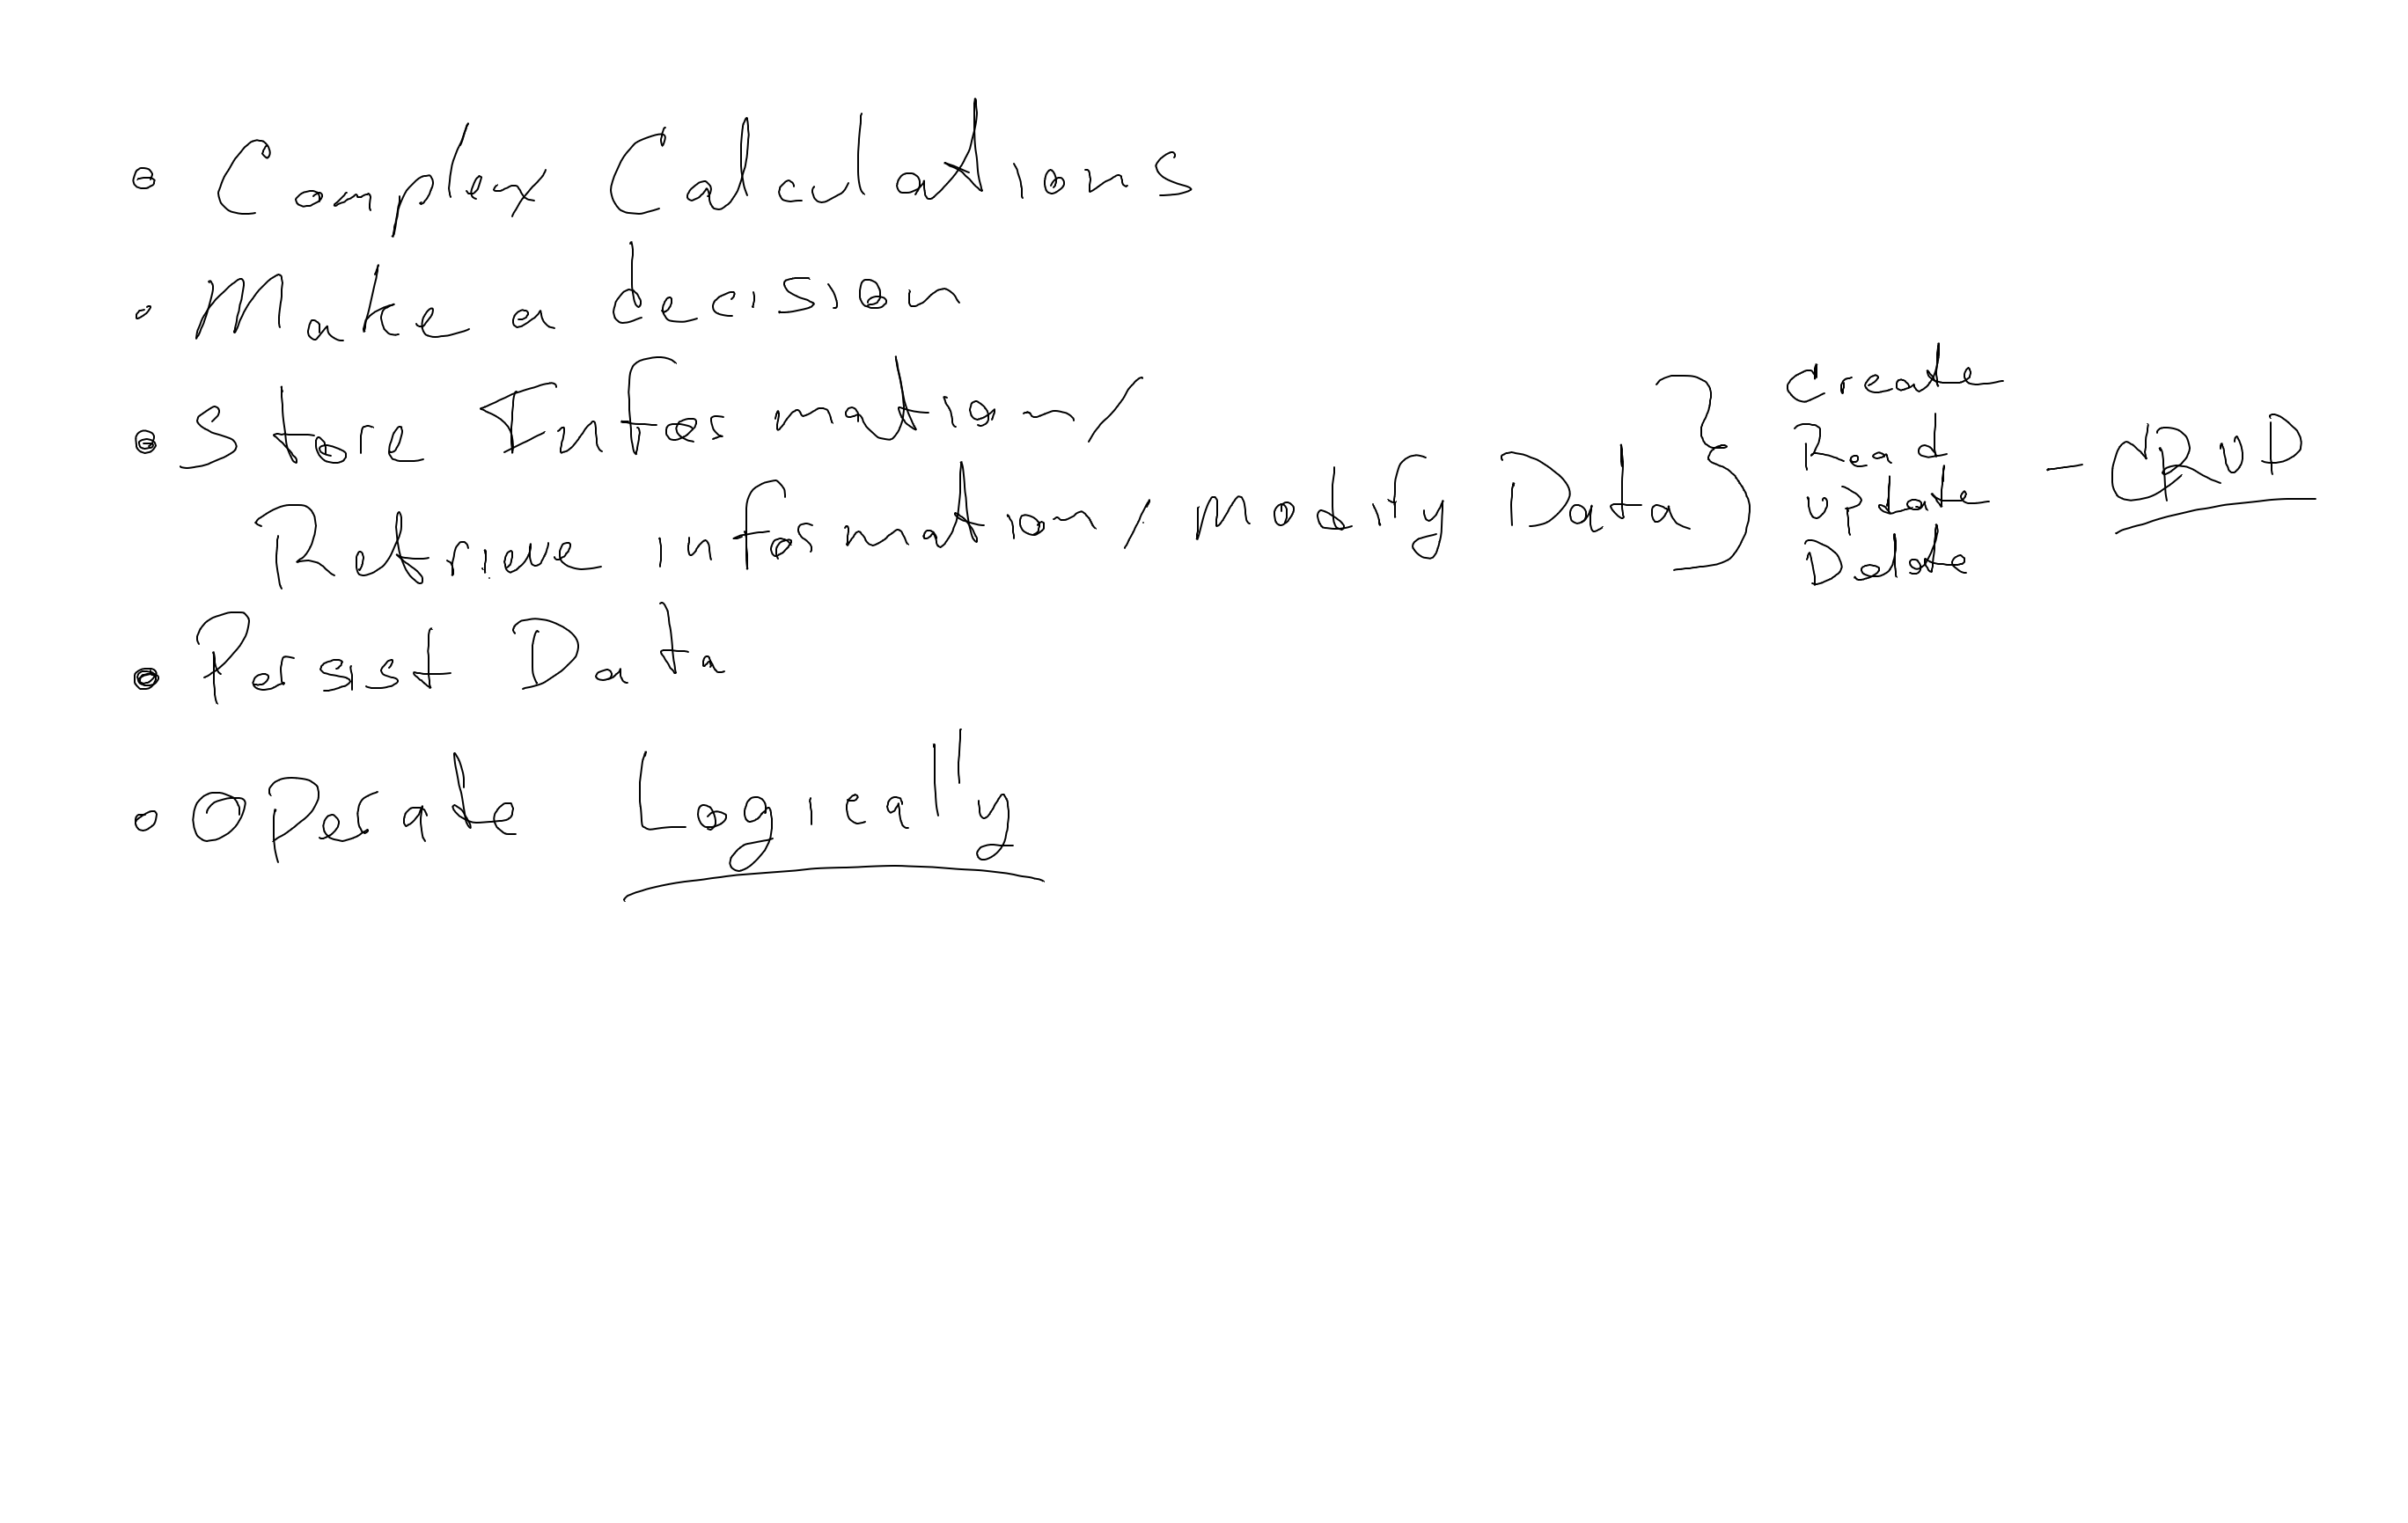 • Complex Calculations
• Make a decision
• Store Information/
Retrieve information, modify Data } Create
Read
Update
Delete
- CRUD
• Persist Data
• Operate Logically